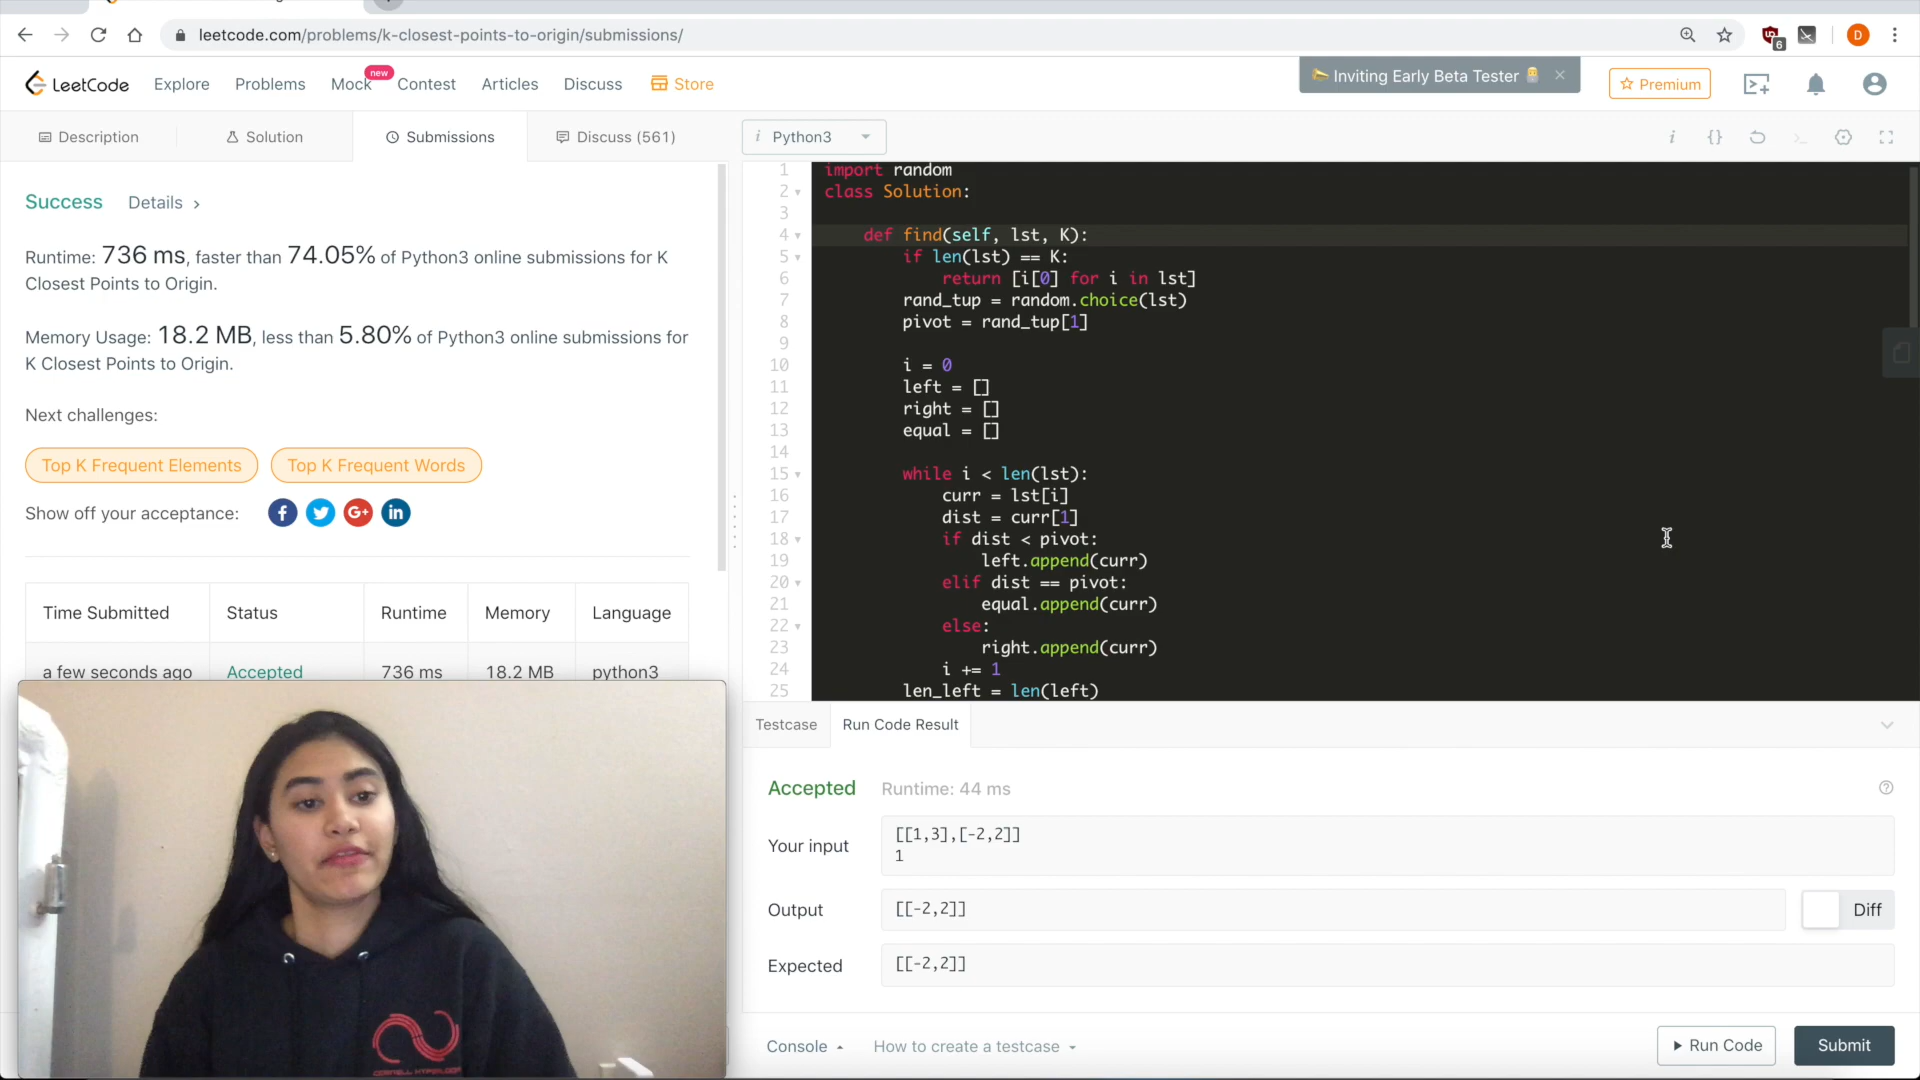 leetcode.com/problems/k-closest-points-to-origin/submissions/
6
D
LeetCode
Explore
Problems
Mock
new
Contest
Articles
Discuss
Store
Inviting Early Beta Tester
Premium
Description
Solution
Submissions
Discuss (561)
i Python3
i
{}
Success
Details
Runtime: 736 ms, faster than 74.05% of Python3 online submissions for K
Closest Points to Origin.
Memory Usage: 18.2 MB, less than 5.80% of Python3 online submissions for
K Closest Points to Origin.
Next challenges:
Top K Frequent Elements
Top K Frequent Words
Show off your acceptance:
f
G+
in
Time Submitted Status Runtime Memory Language
a few seconds ago Accepted 736 ms 18.2 MB python3
1 import random
2 class Solution:
3
4 def find(self, lst, K):
5 if len(lst) == K:
6 return [i[0] for i in lst]
7 rand_tup = random.choice(lst)
8 pivot = rand_tup[1]
9
10 i = 0
11 left = []
12 right = []
13 equal = []
14
15 while i < len(lst):
16 curr = lst[i]
17 dist = curr[1]
18 if dist < pivot:
19 left.append(curr)
20 elif dist == pivot:
21 equal.append(curr)
22 else:
23 right.append(curr)
24 i += 1
25 len_left = len(left)
Testcase
Run Code Result
Accepted
Runtime: 44 ms
Your input
[[1,3],[-2,2]]
1
Output
[[-2,2]]
Diff
Expected
[[-2,2]]
Console
How to create a testcase
Run Code
Submit
CORNELL HYPERLOOP